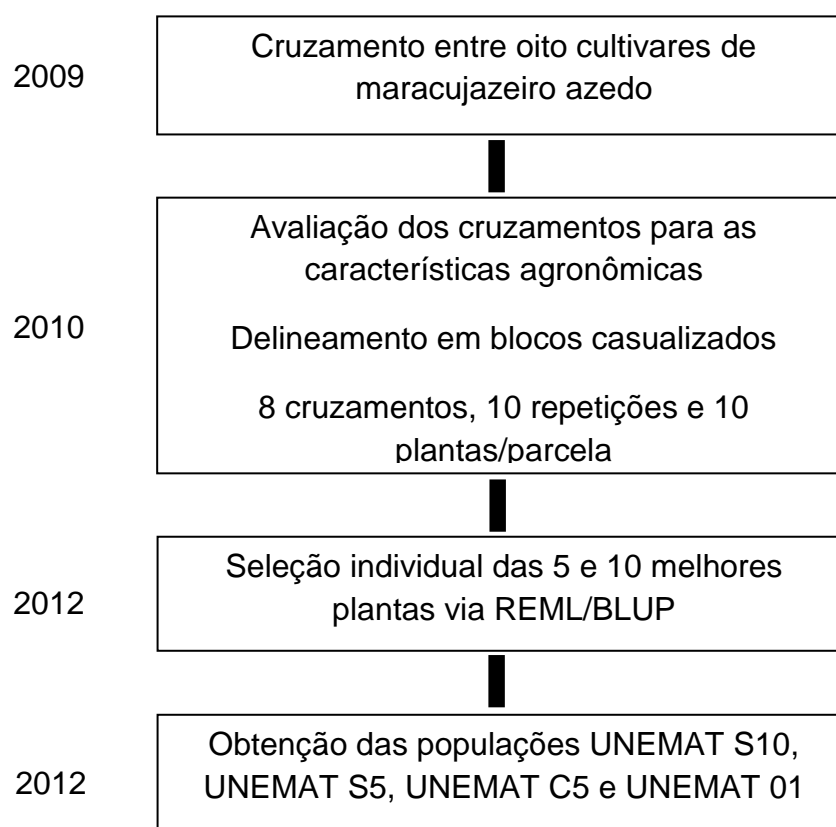 2009
Cruzamento entre oito cultivares de
maracujazeiro azedo
2010
Avaliação dos cruzamentos para as
características agronômicas
Delineamento em blocos casualizados
8 cruzamentos, 10 repetições e 10
plantas/parcela
2012
Seleção individual das 5 e 10 melhores
plantas via REML/BLUP
2012
Obtenção das populações UNEMAT S10,
UNEMAT S5, UNEMAT C5 e UNEMAT 01